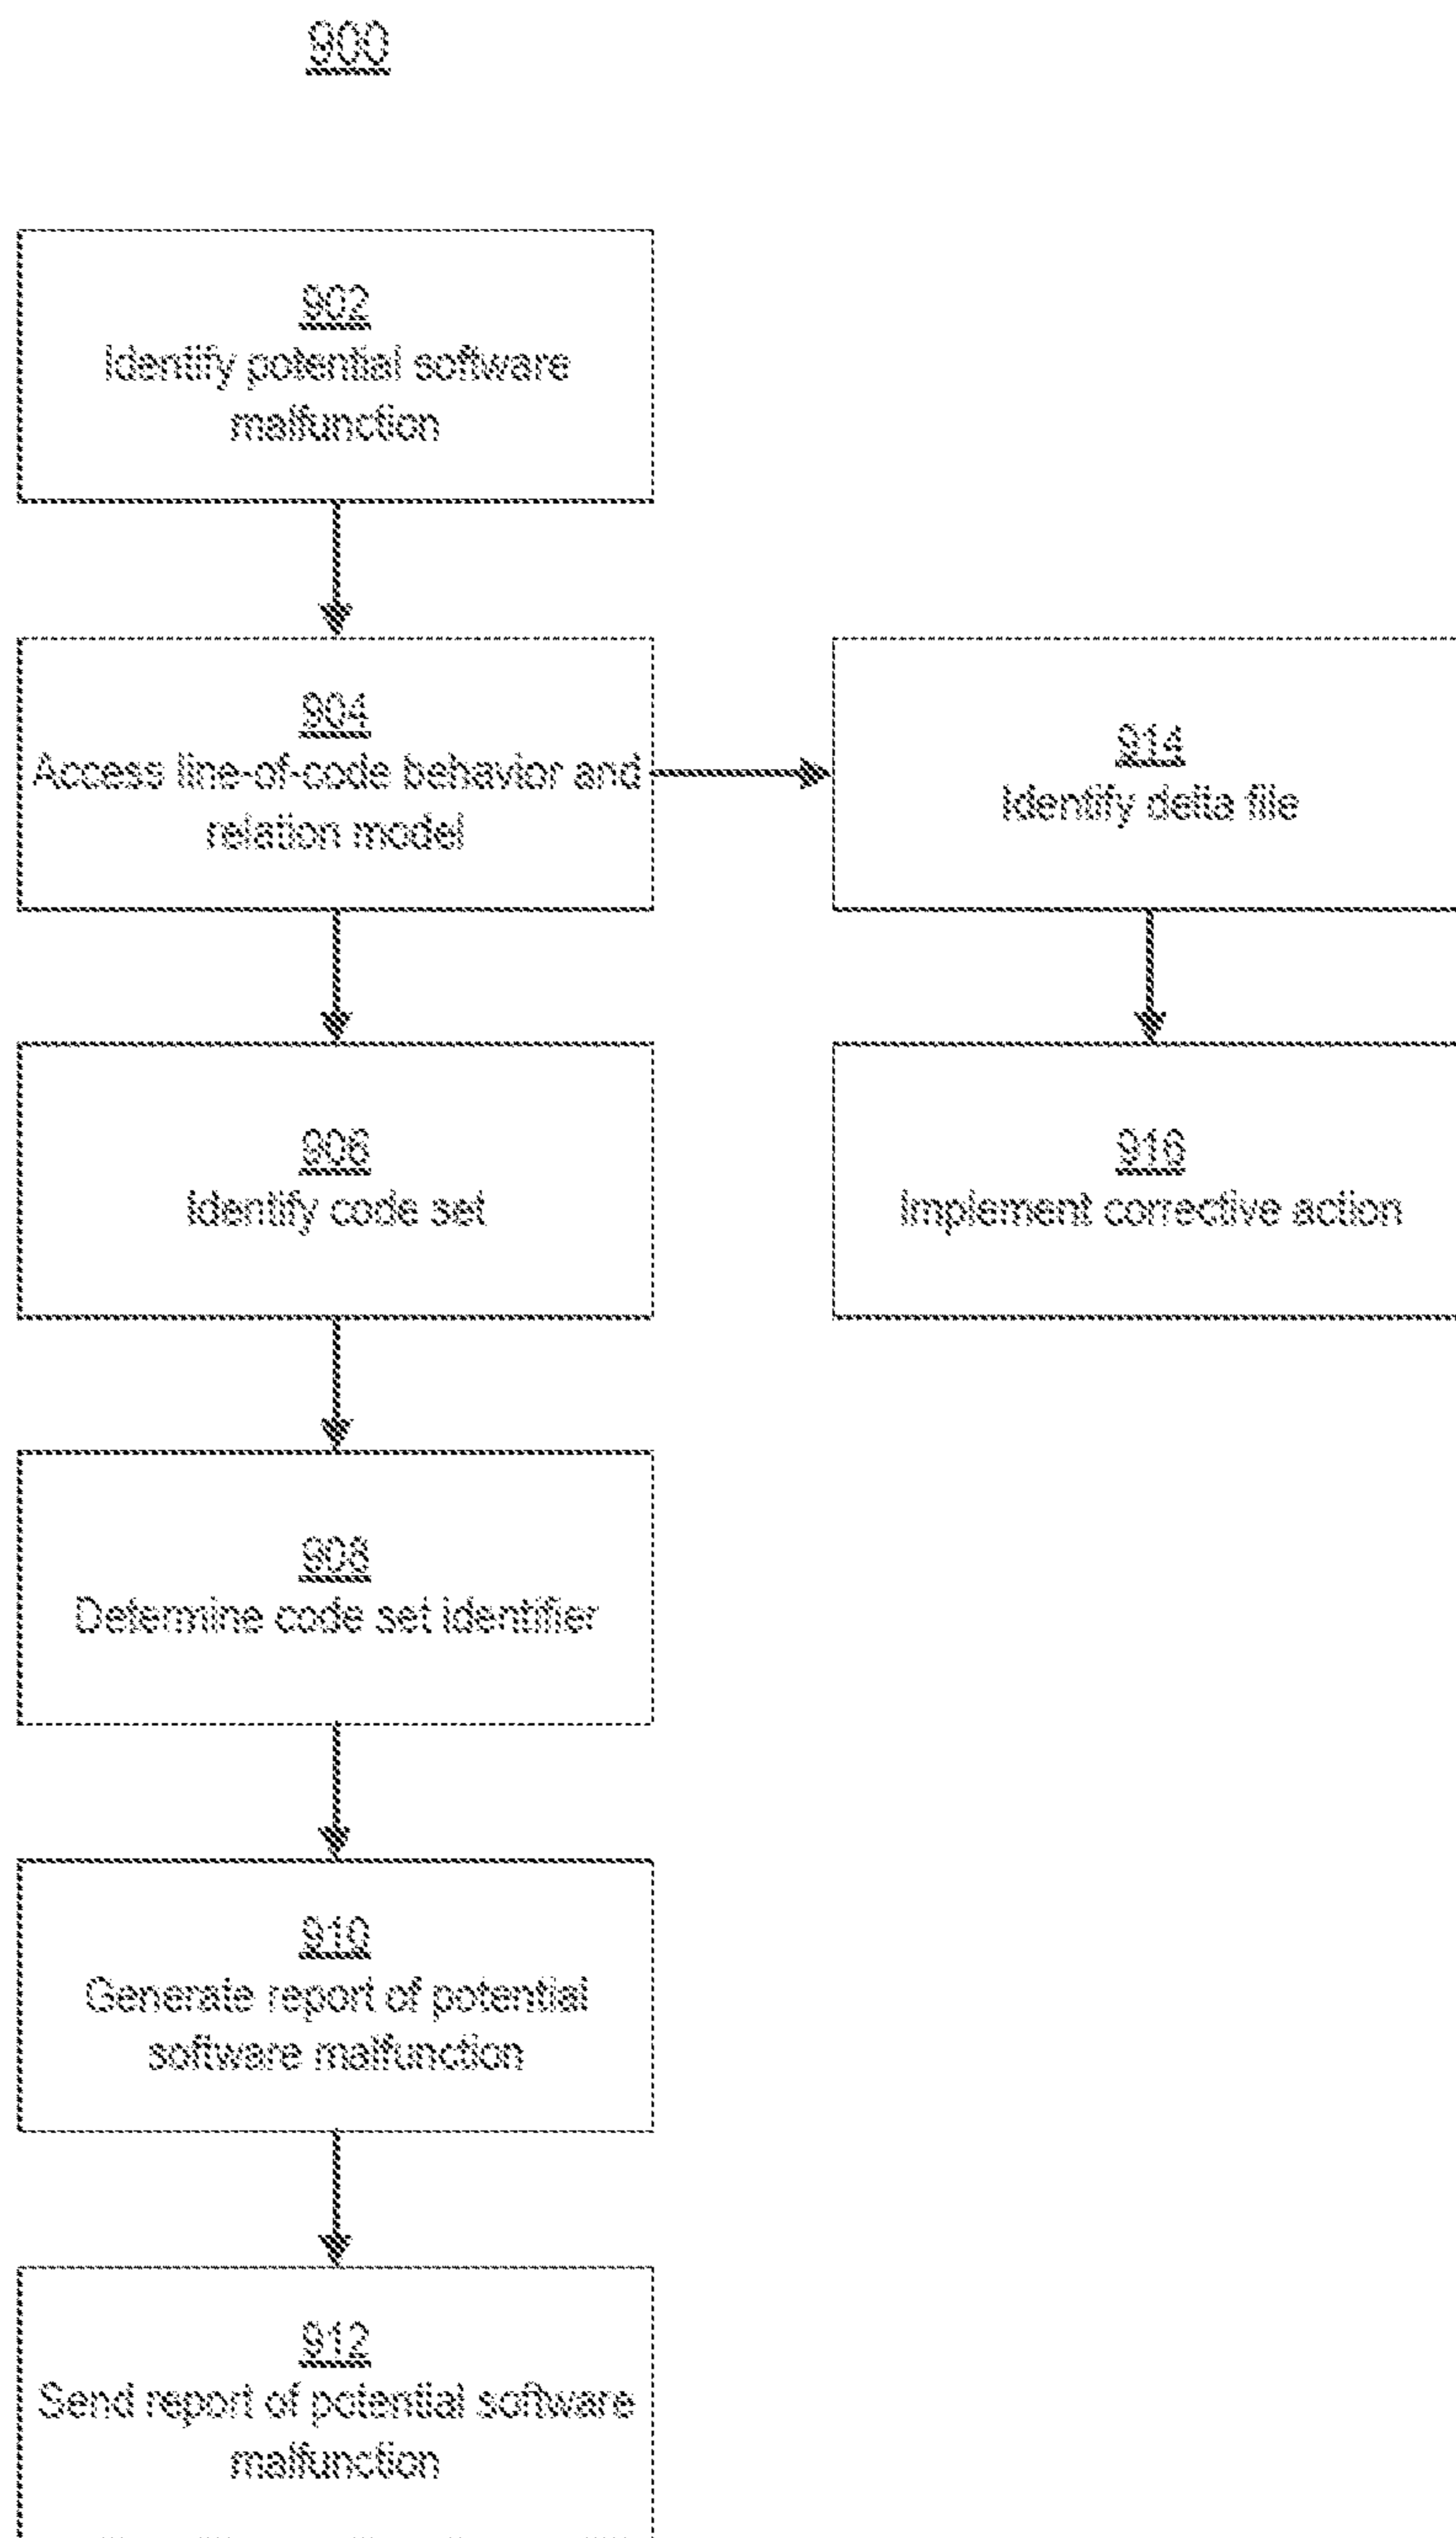 900
902
Identify potential software
malfunction
904
Access line-of-code behavior and
relation model
914
Identify delta file
906
Identify code set
916
Implement corrective action
908
Determine code set identifier
910
Generate report of potential
software malfunction
912
Send report of potential software
malfunction